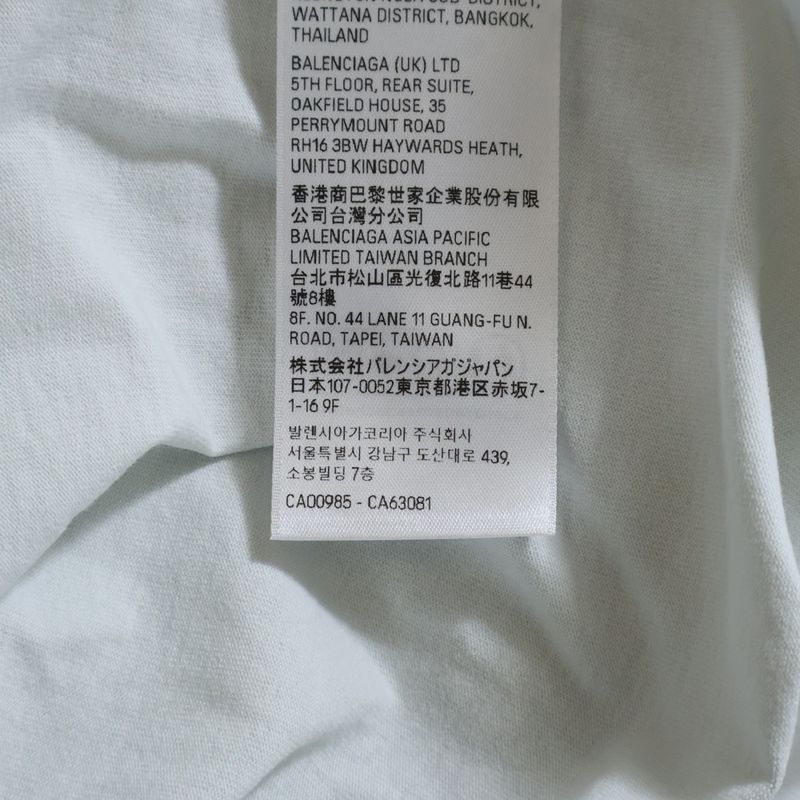 DISTRICT,
WATTANA DISTRICT, BANGKOK,
THAILAND
BALENCIAGA (UK) LTD
5TH FLOOR, REAR SUITE,
OAKFIELD HOUSE, 35
PERRYMOUNT ROAD
RH16 3BW HAYWARDS HEATH,
UNITED KINGDOM
香港商巴黎世家企業股份有限
公司台灣分公司
BALENCIAGA ASIA PACIFIC
LIMITED TAIWAN BRANCH
台北市松山區光復北路11巷44
號8樓
8F. NO. 44 LANE 11 GUANG-FU N.
ROAD, TAPEI, TAIWAN
株式会社バレンシアガジャパン
日本107-0052東京都港区赤坂7-
1-16 9F
발렌시아가코리아 주식회사
서울특별시 강남구 도산대로 439,
소봉빌딩 7층
CA00985 - CA63081